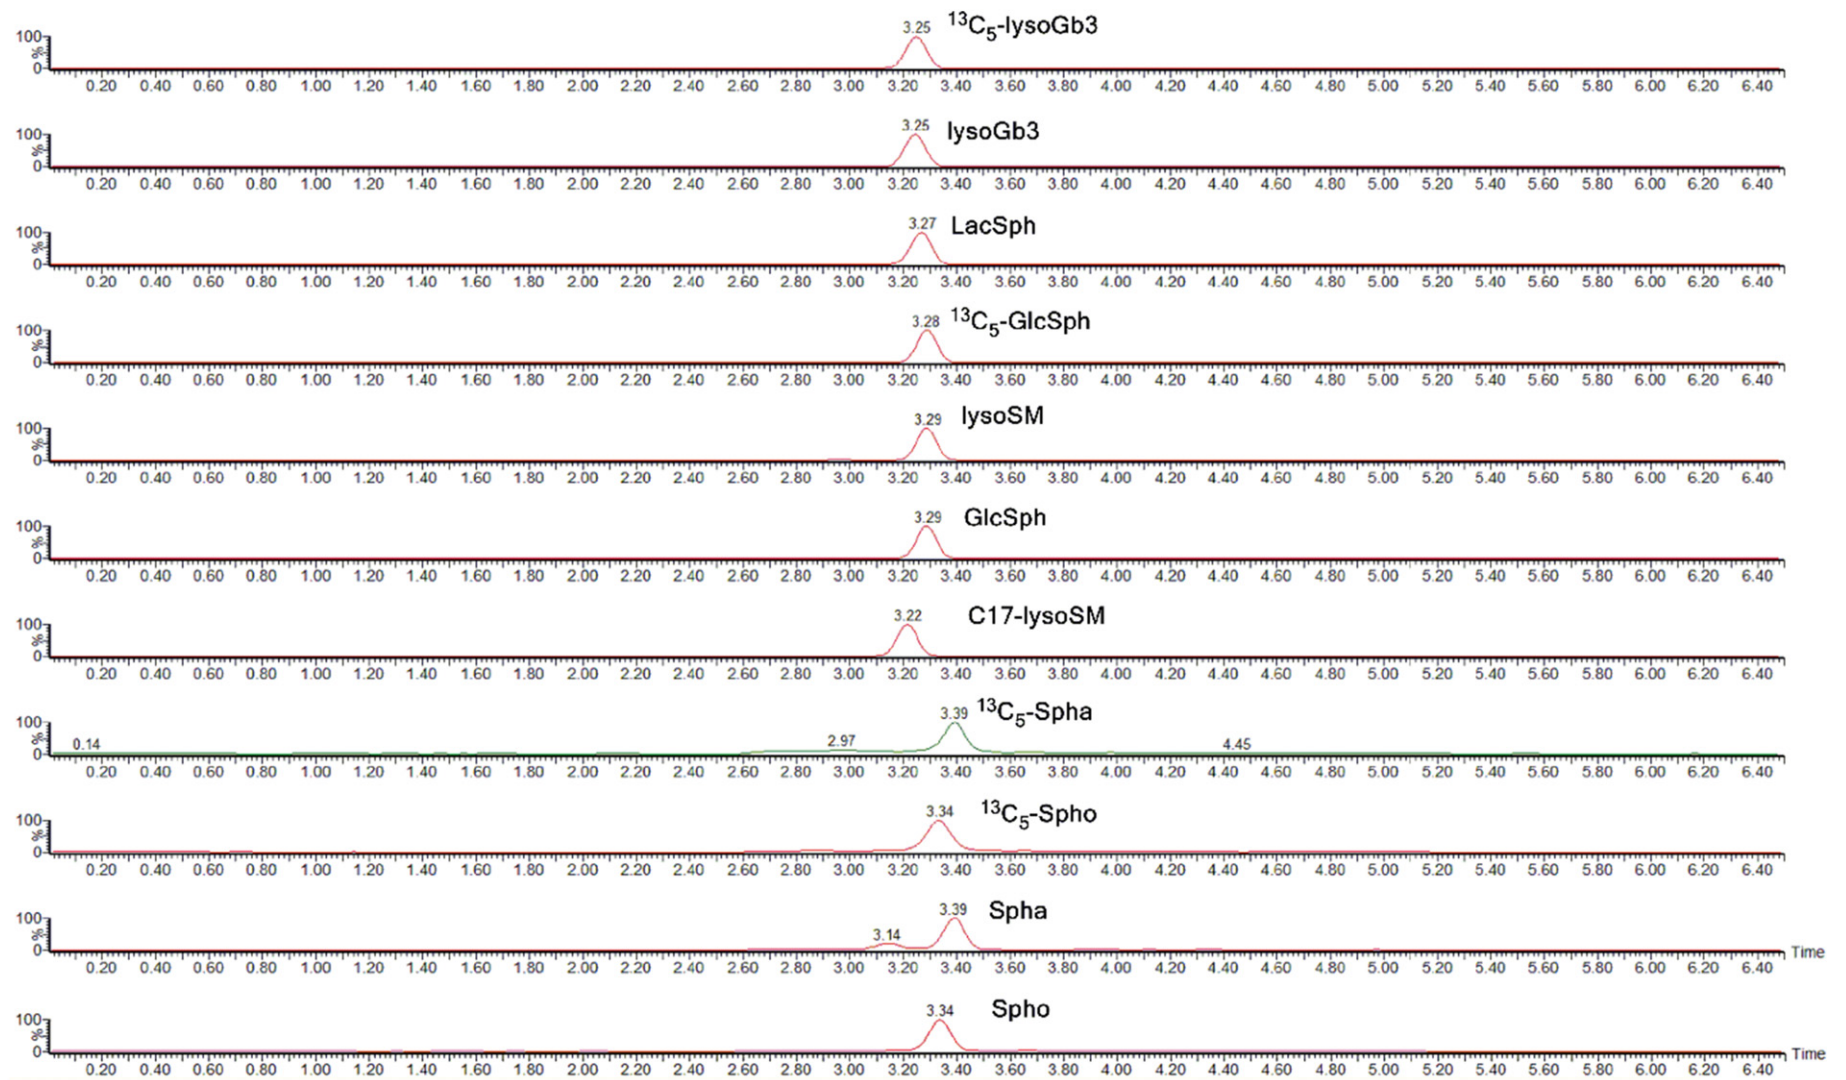 3.25 ¹³C₅-lysoGb3
100
%
0
0.20 0.40 0.60 0.80 1.00 1.20 1.40 1.60 1.80 2.00 2.20 2.40 2.60 2.80 3.00 3.20 3.40 3.60 3.80 4.00 4.20 4.40 4.60 4.80 5.00 5.20 5.40 5.60 5.80 6.00 6.20 6.40
3.25 lysoGb3
100
%
0
0.20 0.40 0.60 0.80 1.00 1.20 1.40 1.60 1.80 2.00 2.20 2.40 2.60 2.80 3.00 3.20 3.40 3.60 3.80 4.00 4.20 4.40 4.60 4.80 5.00 5.20 5.40 5.60 5.80 6.00 6.20 6.40
3.27 LacSph
100
%
0
0.20 0.40 0.60 0.80 1.00 1.20 1.40 1.60 1.80 2.00 2.20 2.40 2.60 2.80 3.00 3.20 3.40 3.60 3.80 4.00 4.20 4.40 4.60 4.80 5.00 5.20 5.40 5.60 5.80 6.00 6.20 6.40
3.28 ¹³C₅-GlcSph
100
%
0
0.20 0.40 0.60 0.80 1.00 1.20 1.40 1.60 1.80 2.00 2.20 2.40 2.60 2.80 3.00 3.20 3.40 3.60 3.80 4.00 4.20 4.40 4.60 4.80 5.00 5.20 5.40 5.60 5.80 6.00 6.20 6.40
3.29 lysoSM
100
%
0
0.20 0.40 0.60 0.80 1.00 1.20 1.40 1.60 1.80 2.00 2.20 2.40 2.60 2.80 3.00 3.20 3.40 3.60 3.80 4.00 4.20 4.40 4.60 4.80 5.00 5.20 5.40 5.60 5.80 6.00 6.20 6.40
3.29 GlcSph
100
%
0
0.20 0.40 0.60 0.80 1.00 1.20 1.40 1.60 1.80 2.00 2.20 2.40 2.60 2.80 3.00 3.20 3.40 3.60 3.80 4.00 4.20 4.40 4.60 4.80 5.00 5.20 5.40 5.60 5.80 6.00 6.20 6.40
3.22 C17-lysoSM
100
%
0
0.20 0.40 0.60 0.80 1.00 1.20 1.40 1.60 1.80 2.00 2.20 2.40 2.60 2.80 3.00 3.20 3.40 3.60 3.80 4.00 4.20 4.40 4.60 4.80 5.00 5.20 5.40 5.60 5.80 6.00 6.20 6.40
3.39 ¹³C₅-Spha
100
%
0
0.14 2.97 4.45
0.20 0.40 0.60 0.80 1.00 1.20 1.40 1.60 1.80 2.00 2.20 2.40 2.60 2.80 3.00 3.20 3.40 3.60 3.80 4.00 4.20 4.40 4.60 4.80 5.00 5.20 5.40 5.60 5.80 6.00 6.20 6.40
3.34 ¹³C₅-Spho
100
%
0
0.20 0.40 0.60 0.80 1.00 1.20 1.40 1.60 1.80 2.00 2.20 2.40 2.60 2.80 3.00 3.20 3.40 3.60 3.80 4.00 4.20 4.40 4.60 4.80 5.00 5.20 5.40 5.60 5.80 6.00 6.20 6.40
3.39 Spha
100
%
3.14
0
Time
0.20 0.40 0.60 0.80 1.00 1.20 1.40 1.60 1.80 2.00 2.20 2.40 2.60 2.80 3.00 3.20 3.40 3.60 3.80 4.00 4.20 4.40 4.60 4.80 5.00 5.20 5.40 5.60 5.80 6.00 6.20 6.40
3.34 Spho
100
%
0
Time
0.20 0.40 0.60 0.80 1.00 1.20 1.40 1.60 1.80 2.00 2.20 2.40 2.60 2.80 3.00 3.20 3.40 3.60 3.80 4.00 4.20 4.40 4.60 4.80 5.00 5.20 5.40 5.60 5.80 6.00 6.20 6.40